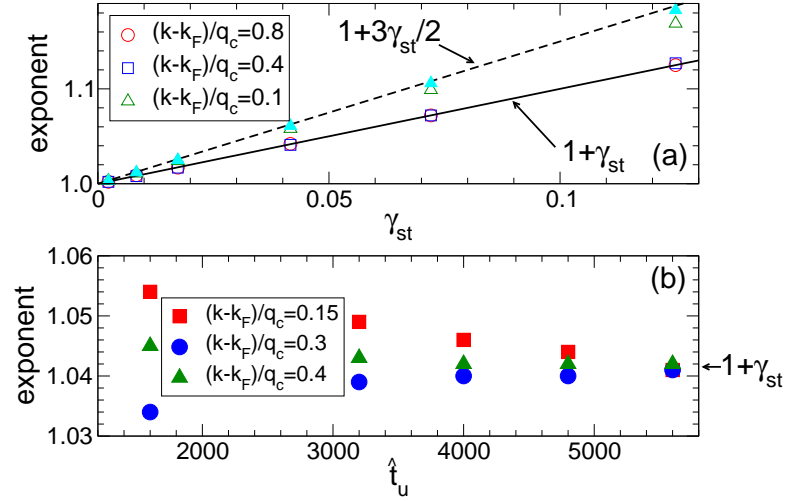 1+3γst/2
(k-kF)/qc=0.8
(k-kF)/qc=0.4
(k-kF)/qc=0.1
1.1
1.0
exponent
1+γst
(a)
0
0.05
0.1
γst
1.06
1.05
1.04
1.03
exponent
(b)
(k-kF)/qc=0.15
(k-kF)/qc=0.3
(k-kF)/qc=0.4
1+γst
2000
3000
4000
5000
t̂u